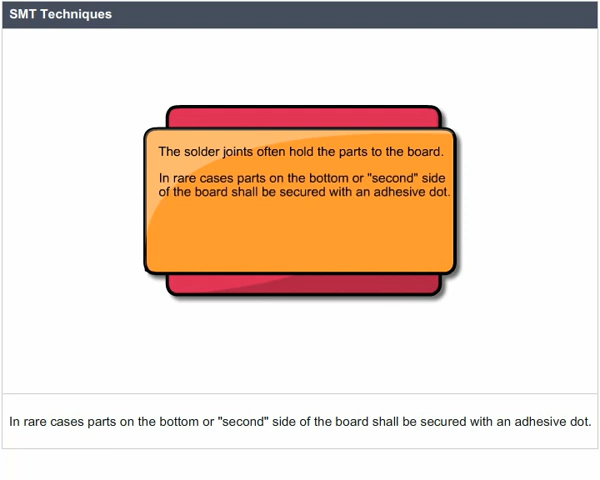 SMT Techniques
The solder joints often hold the parts to the board.
In rare cases parts on the bottom or "second" side
of the board shall be secured with an adhesive dot.
In rare cases parts on the bottom or "second" side of the board shall be secured with an adhesive dot.